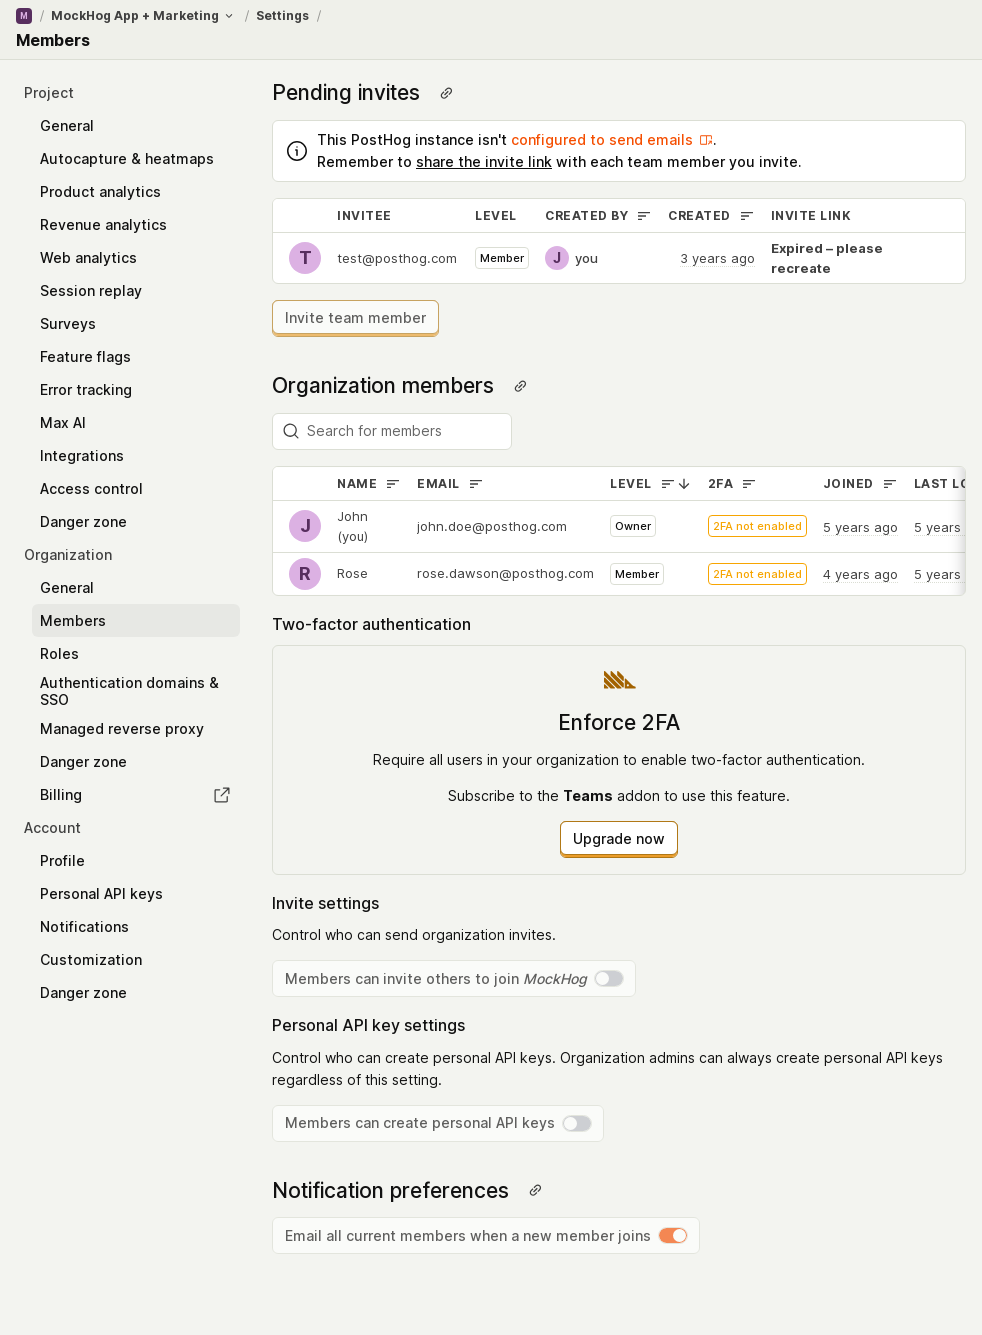 M / MockHog App + Marketing / Settings /
Members
Project
General
Autocapture & heatmaps
Product analytics
Revenue analytics
Web analytics
Session replay
Surveys
Feature flags
Error tracking
Max AI
Integrations
Access control
Danger zone
Organization
General
Members
Roles
Authentication domains &
SSO
Managed reverse proxy
Danger zone
Billing
Account
Profile
Personal API keys
Notifications
Customization
Danger zone
Pending invites
This PostHog instance isn't configured to send emails .
Remember to share the invite link with each team member you invite.
INVITEE LEVEL CREATED BY CREATED INVITE LINK
T test@posthog.com Member J you 3 years ago Expired – please
recreate
Invite team member
Organization members
Search for members
NAME EMAIL LEVEL 2FA JOINED LAST LO
J John
(you) john.doe@posthog.com Owner 2FA not enabled 5 years ago 5 years
R Rose rose.dawson@posthog.com Member 2FA not enabled 4 years ago 5 years
Two-factor authentication
Enforce 2FA
Require all users in your organization to enable two-factor authentication.
Subscribe to the Teams addon to use this feature.
Upgrade now
Invite settings
Control who can send organization invites.
Members can invite others to join MockHog
Personal API key settings
Control who can create personal API keys. Organization admins can always create personal API keys
regardless of this setting.
Members can create personal API keys
Notification preferences
Email all current members when a new member joins